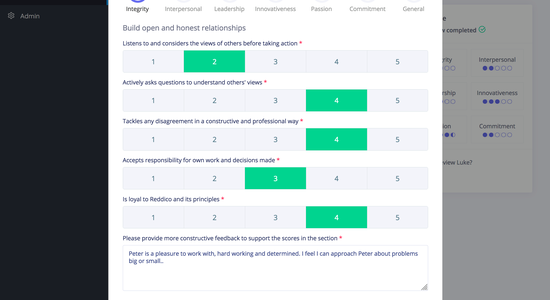 Admin
Integrity Interpersonal Leadership Innovativeness Passion Commitment General
Build open and honest relationships
Listens to and considers the views of others before taking action *
1 2 3 4 5
Actively asks questions to understand others' views *
1 2 3 4 5
Tackles any disagreement in a constructive and professional way *
1 2 3 4 5
Accepts responsibility for own work and decisions made *
1 2 3 4 5
Is loyal to Reddico and its principles *
1 2 3 4 5
Please provide more constructive feedback to support the scores in the section *
Peter is a pleasure to work with, hard working and determined. I feel I can approach Peter about problems
big or small..
completed
Interpersonal
Innovativeness
Commitment
view Luke?